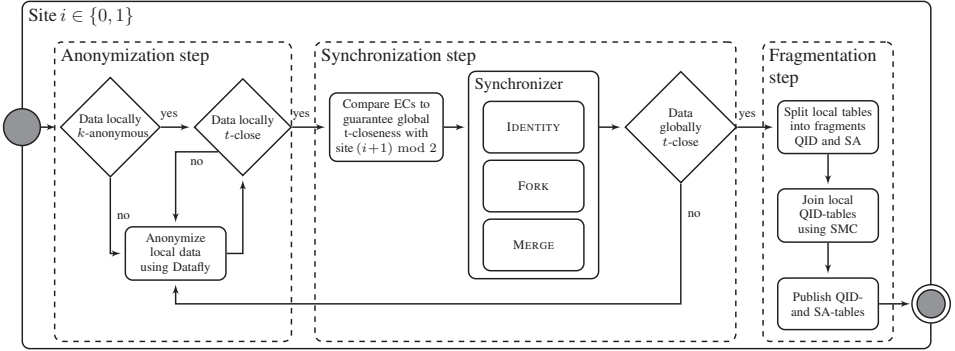 Site i ∈ {0, 1}
Anonymization step
Data locally
k-anonymous
yes
Data locally
t-close
yes
no
no
Anonymize
local data
using Datafly
Synchronization step
Compare ECs to
guarantee global
t-closeness with
site (i+1) mod 2
Synchronizer
IDENTITY
FORK
MERGE
Data
globally
t-close
yes
no
Fragmentation
step
Split local tables
into fragments
QID and SA
Join local
QID-tables
using SMC
Publish QID-
and SA-tables